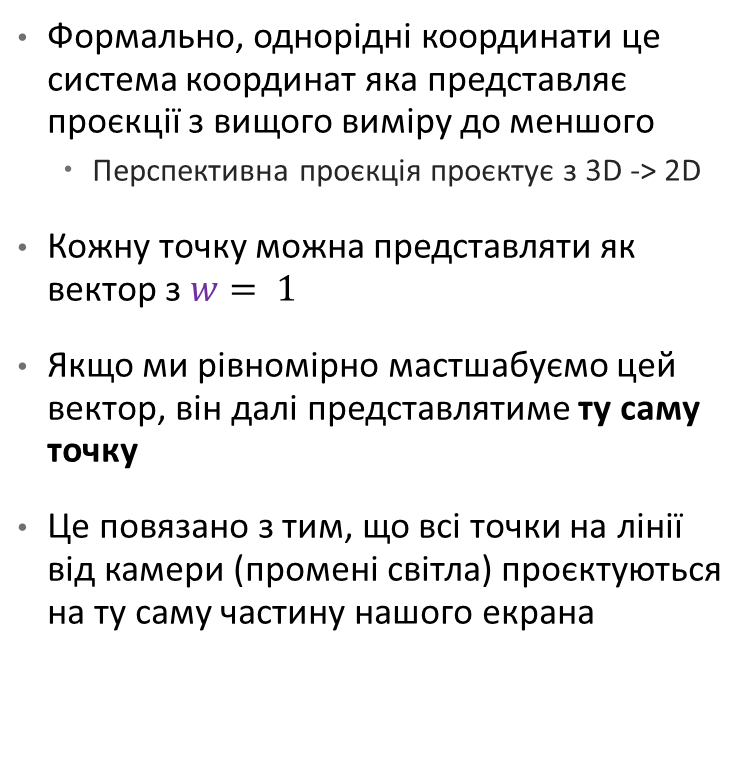 • Формально, однорідні координати це
система координат яка представляє
проєкції з вищого виміру до меншого
• Перспективна проєкція проєктує з 3D -> 2D
• Кожну точку можна представляти як
вектор з w = 1
• Якщо ми рівномірно мастшабуємо цей
вектор, він далі представлятиме ту саму
точку
• Це повязано з тим, що всі точки на лінії
від камери (промені світла) проєктуються
на ту саму частину нашого екрана